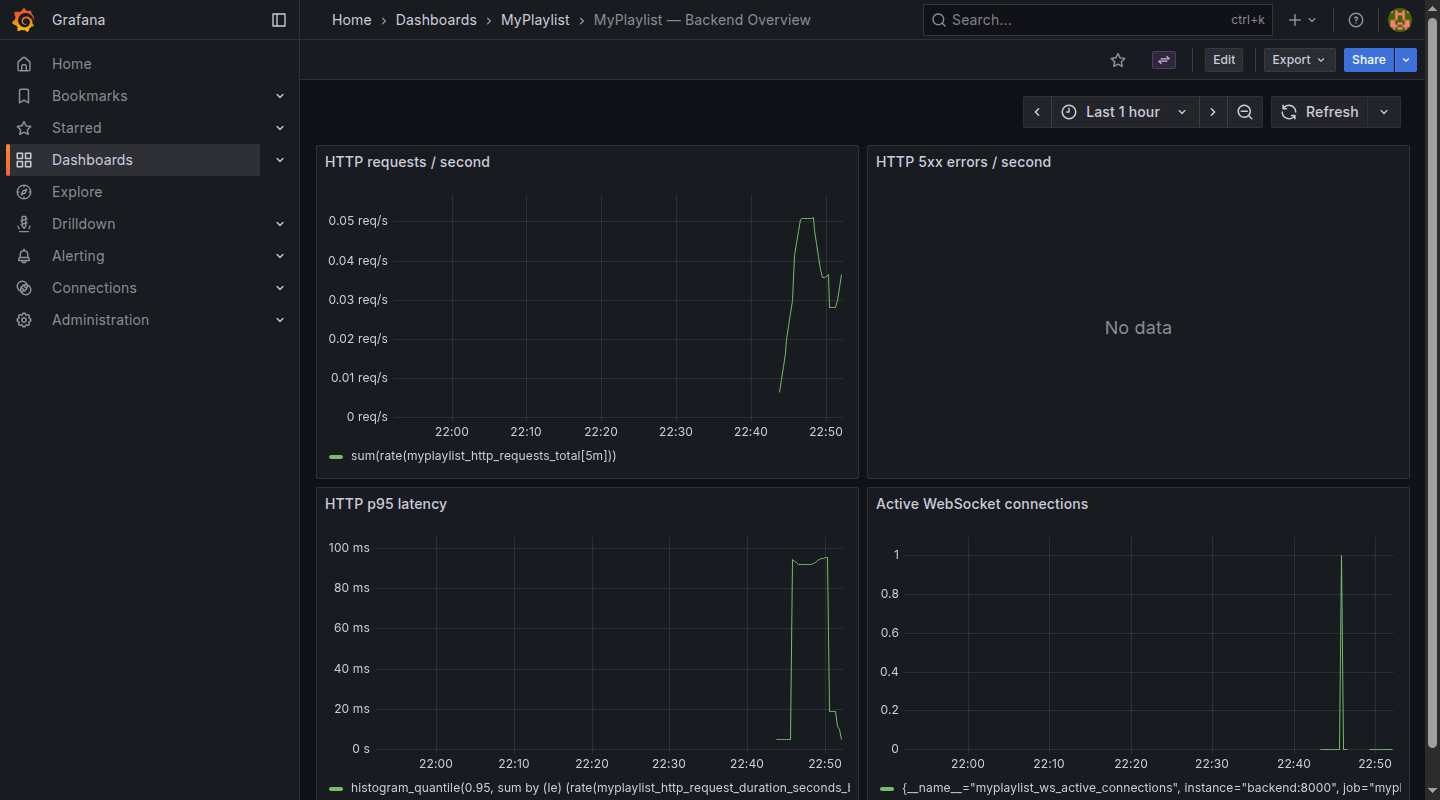 Grafana
Home > Dashboards > MyPlaylist > MyPlaylist — Backend Overview
Search...
ctrl+k
Home
Bookmarks
Starred
Dashboards
Explore
Drilldown
Alerting
Connections
Administration
Edit
Export
Share
Last 1 hour
Refresh
HTTP requests / second
0.05 req/s
0.04 req/s
0.03 req/s
0.02 req/s
0.01 req/s
0 req/s
22:00 22:10 22:20 22:30 22:40 22:50
sum(rate(myplaylist_http_requests_total[5m]))
HTTP 5xx errors / second
No data
HTTP p95 latency
100 ms
80 ms
60 ms
40 ms
20 ms
0 s
22:00 22:10 22:20 22:30 22:40 22:50
histogram_quantile(0.95, sum by (le) (rate(myplaylist_http_request_duration_seconds_
Active WebSocket connections
1
0.8
0.6
0.4
0.2
0
22:00 22:10 22:20 22:30 22:40 22:50
{__name__="myplaylist_ws_active_connections", instance="backend:8000", job="mypl